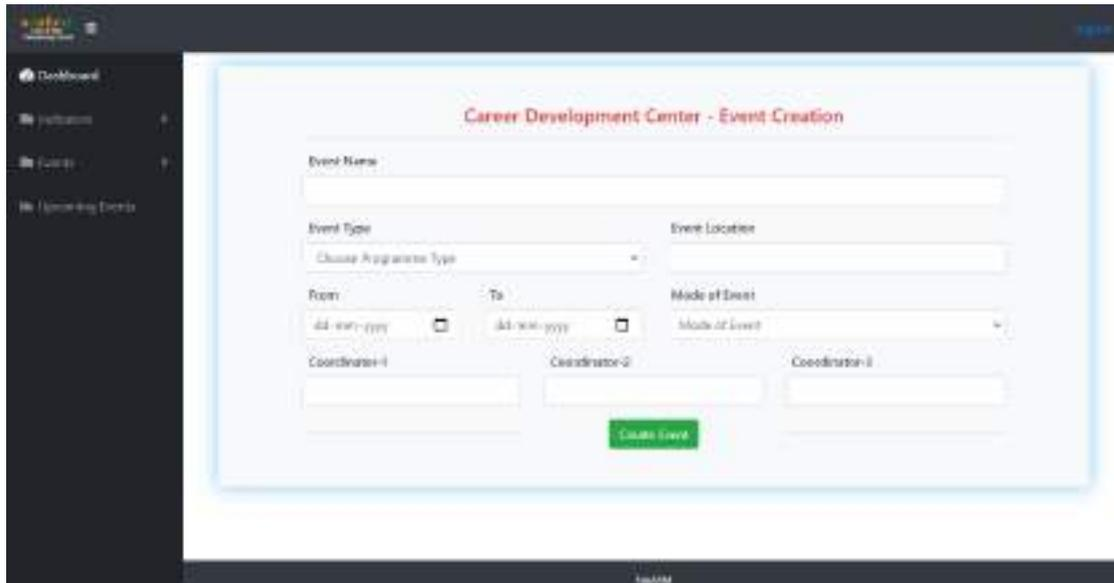 Dashboard
Events
Upcoming Events
Career Development Center - Event Creation
Event Name
Event Type
Event Location
Choose Programme Type
From
To
Mode of Event
dd-mm-yyyy
dd-mm-yyyy
Mode of Event
Coordinator-1
Coordinator-2
Coordinator-3
Create Event